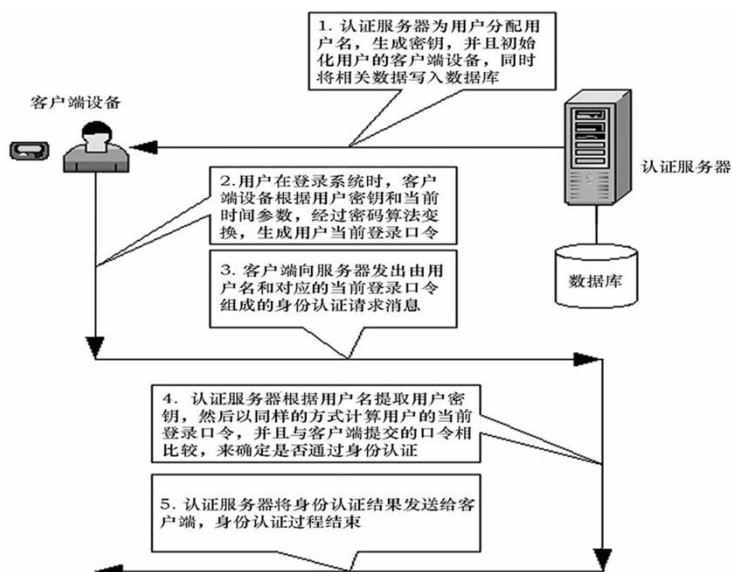 1. 认证服务器为用户分配用
户名，生成密钥，并且初始
化用户的客户端设备，同时
将相关数据写入数据库
客户端设备
认证服务器
2.用户在登录系统时，客户
端设备根据用户密钥和当前
时间参数，经过密码算法变
换，生成用户当前登录口令
3. 客户端向服务器发出由用
户名和对应的当前登录口令
组成的身份认证请求消息
数据库
4. 认证服务器根据用户名提取用户密
钥，然后以同样的方式计算用户的当前
登录口令，并且与客户端提交的口令相
比较，来确定是否通过身份认证
5. 认证服务器将身份认证结果发送给客
户端，身份认证过程结束